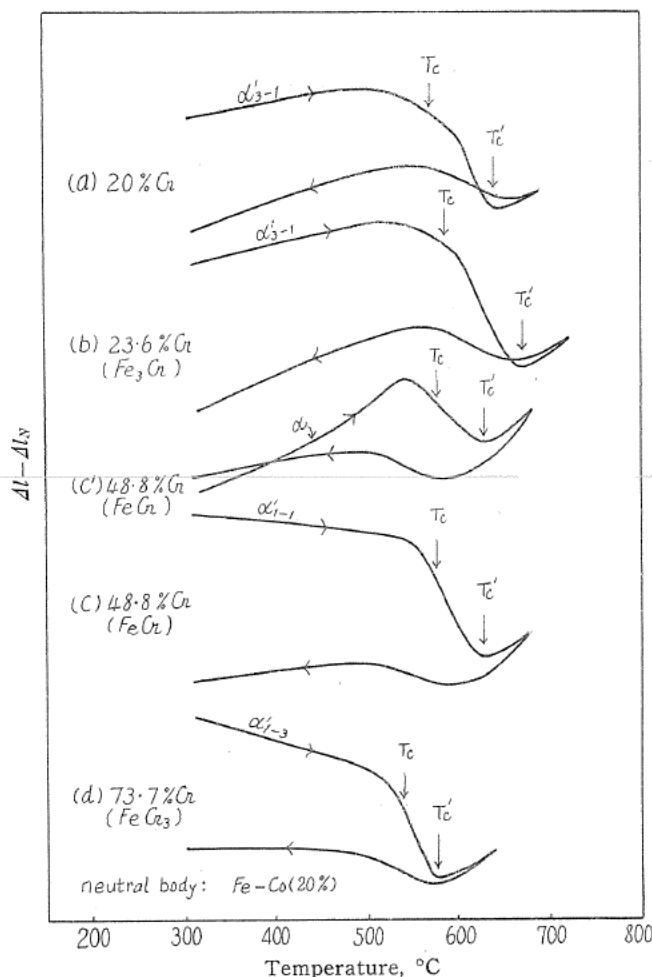 Tc
α'3-1
Tc'
(a) 20% Cr
Tc
α'3-1
Tc'
(b) 23.6% Cr
(Fe3Cr)
Tc
Tc'
α
(C') 48.8% Cr
(FeCr)
α'1-1
Tc
Tc'
(C) 48.8% Cr
(FeCr)
α'1-3
Tc
Tc'
(d) 73.7% Cr
(FeCr3)
neutral body: Fe-Co(20%)
Δl−ΔlN
200 300 400 500 600 700 800
Temperature, °C